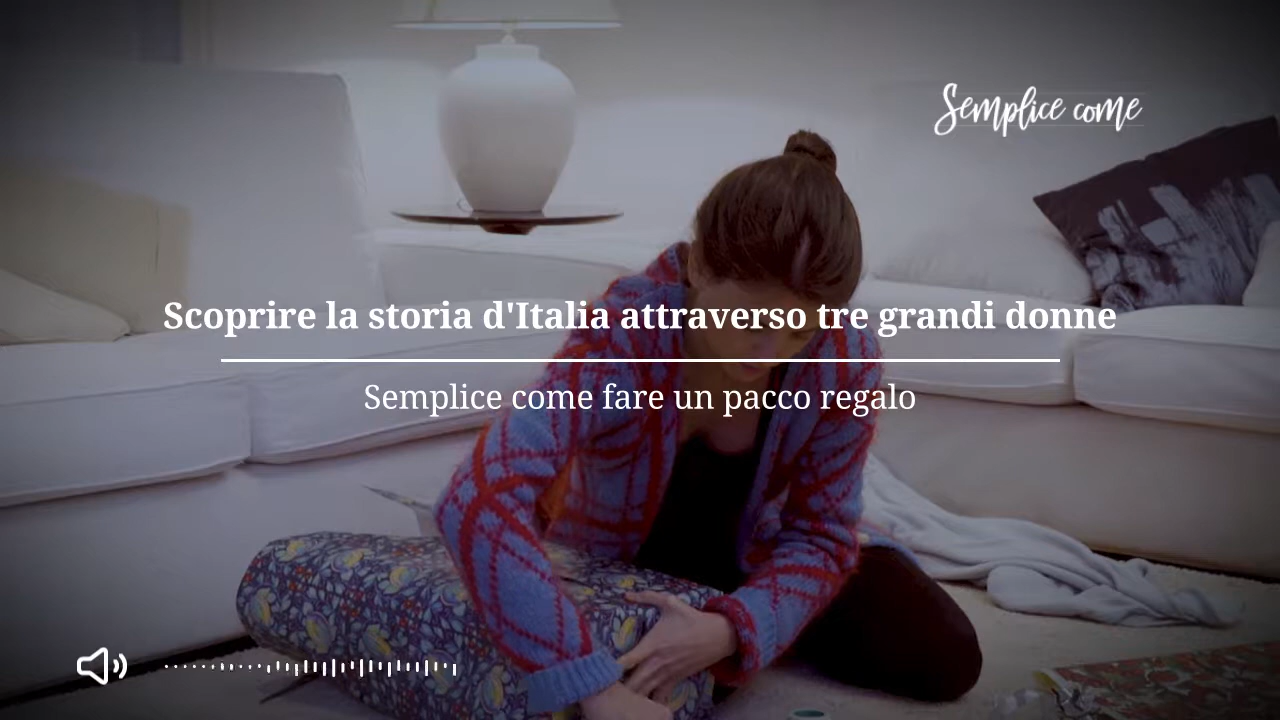 Semplice come
Scoprire la storia d'Italia attraverso tre grandi donne
Semplice come fare un pacco regalo